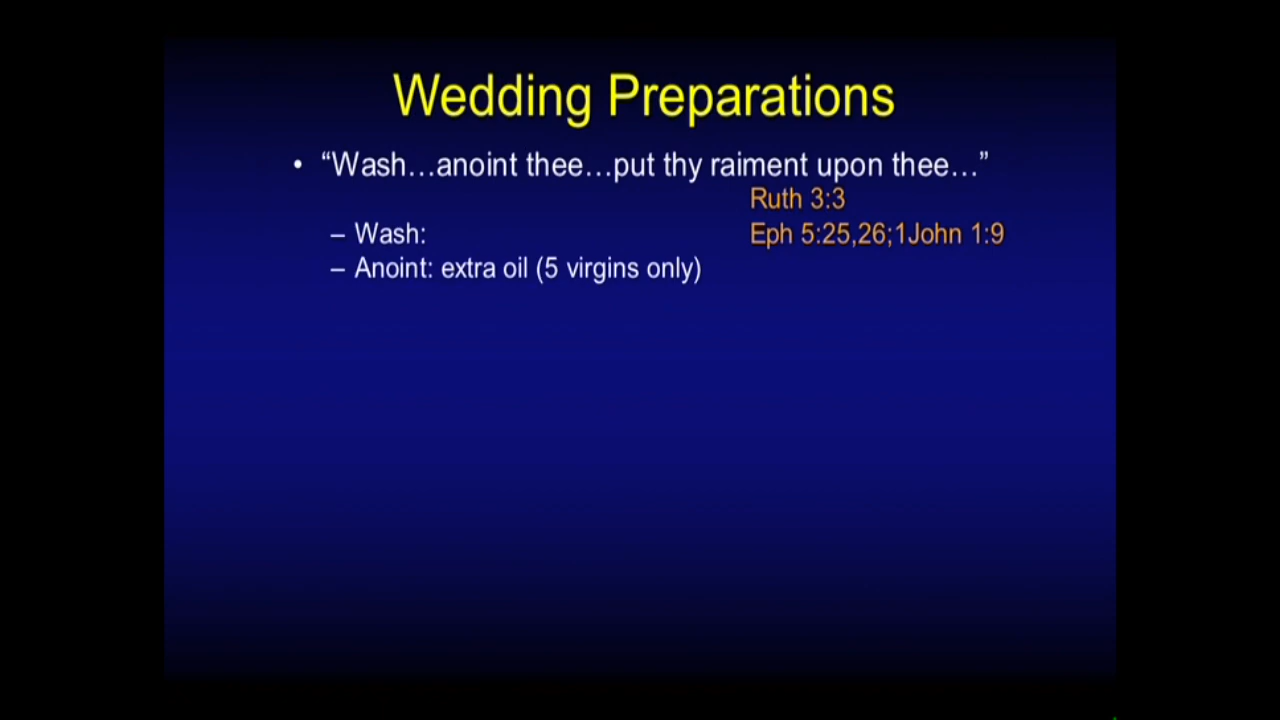 Wedding Preparations
• “Wash…anoint thee…put thy raiment upon thee…”
Ruth 3:3
– Wash: Eph 5:25,26;1John 1:9
– Anoint: extra oil (5 virgins only)